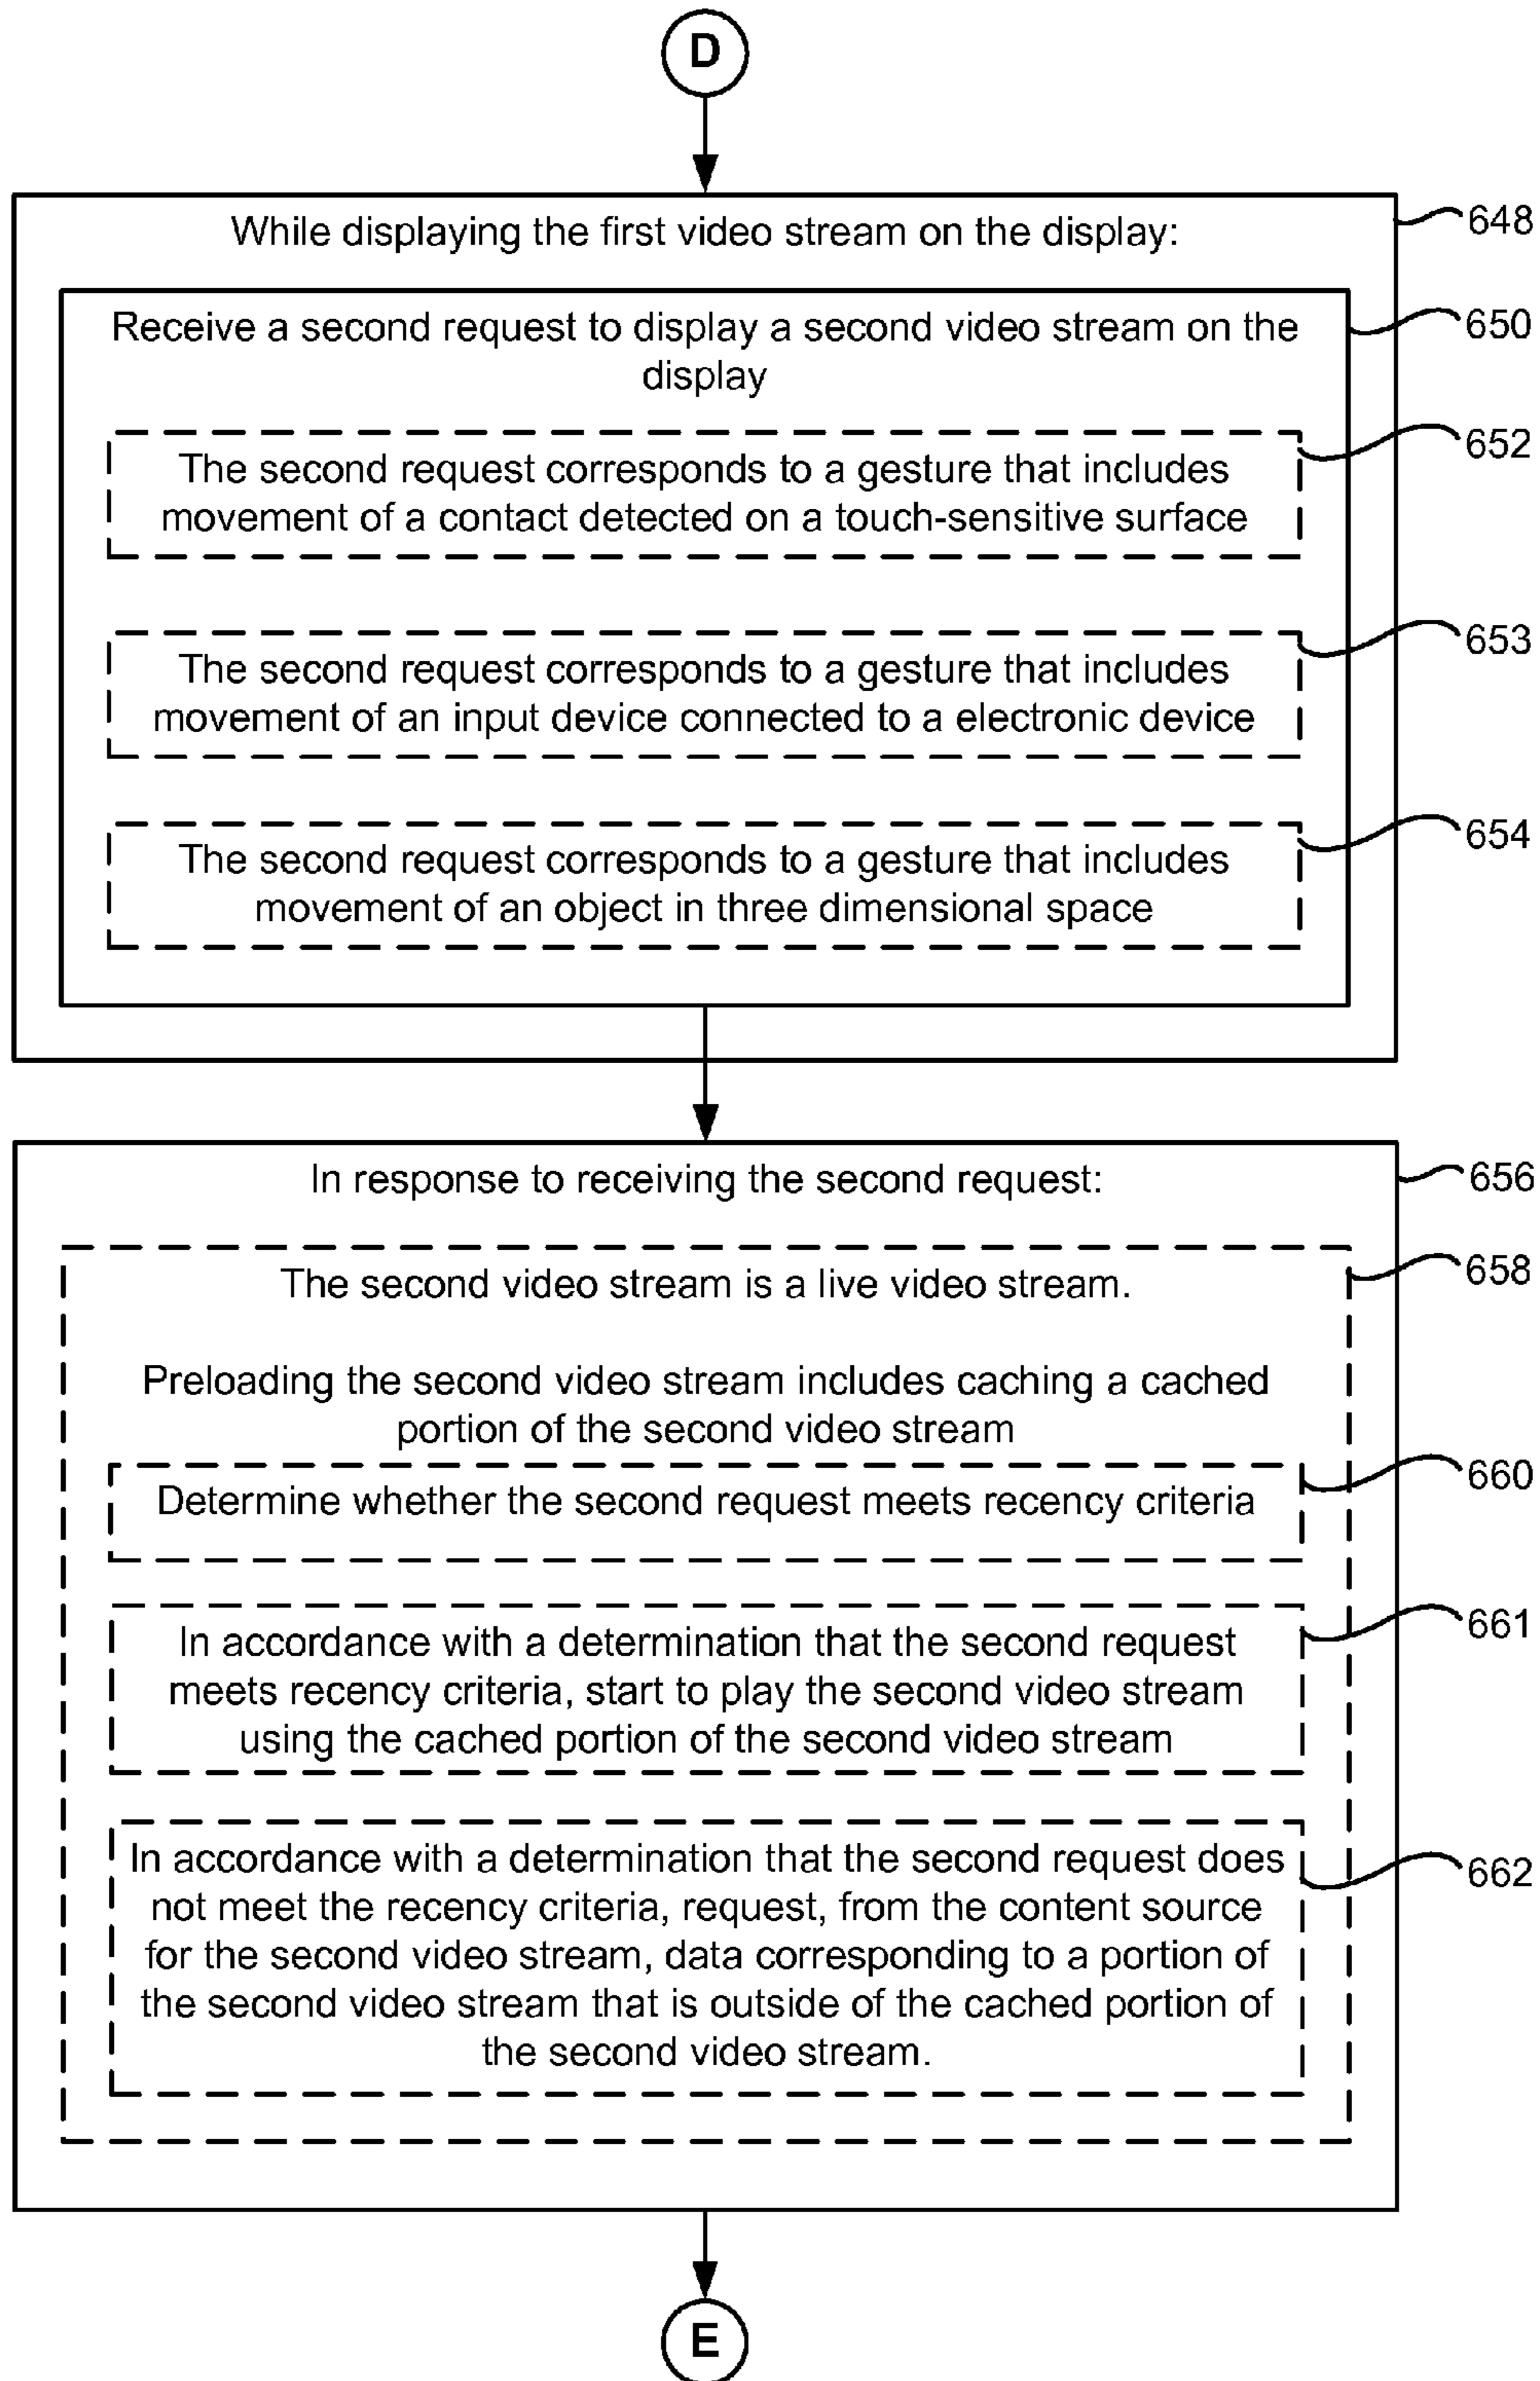 D
While displaying the first video stream on the display:
648
Receive a second request to display a second video stream on the
display
650
The second request corresponds to a gesture that includes
movement of a contact detected on a touch-sensitive surface
652
The second request corresponds to a gesture that includes
movement of an input device connected to a electronic device
653
The second request corresponds to a gesture that includes
movement of an object in three dimensional space
654
In response to receiving the second request:
656
The second video stream is a live video stream.
658
Preloading the second video stream includes caching a cached
portion of the second video stream
Determine whether the second request meets recency criteria
660
In accordance with a determination that the second request
meets recency criteria, start to play the second video stream
using the cached portion of the second video stream
661
In accordance with a determination that the second request does
not meet the recency criteria, request, from the content source
for the second video stream, data corresponding to a portion of
the second video stream that is outside of the cached portion of
the second video stream.
662
E